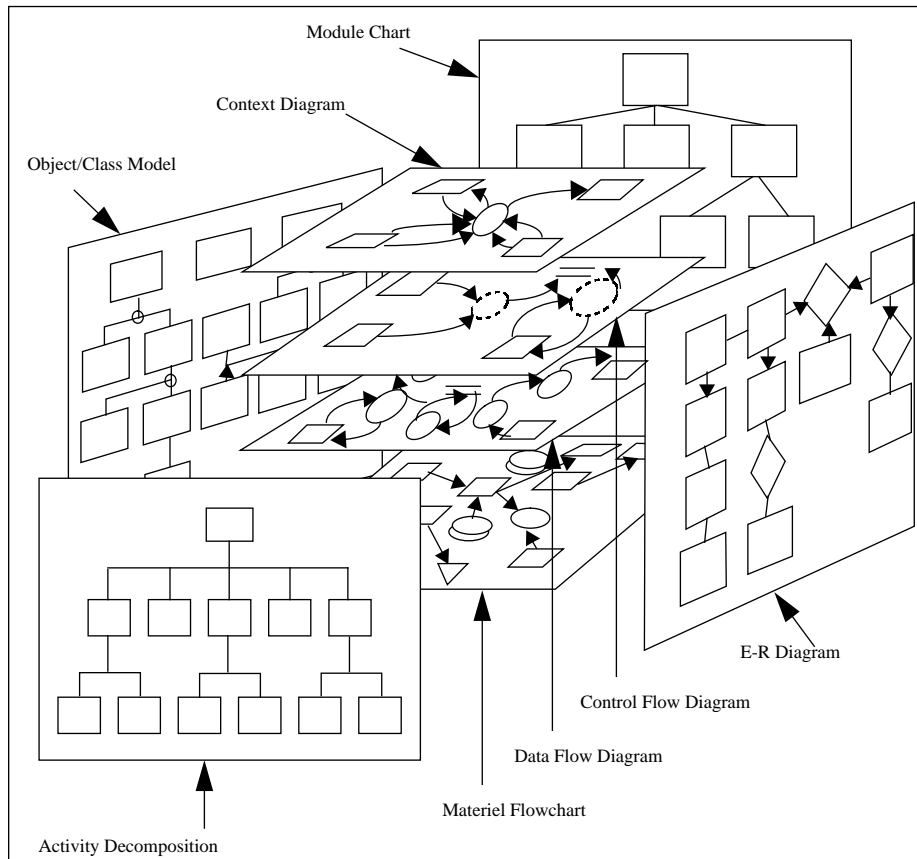 Module Chart
Context Diagram
Object/Class Model
E-R Diagram
Control Flow Diagram
Data Flow Diagram
Materiel Flowchart
Activity Decomposition